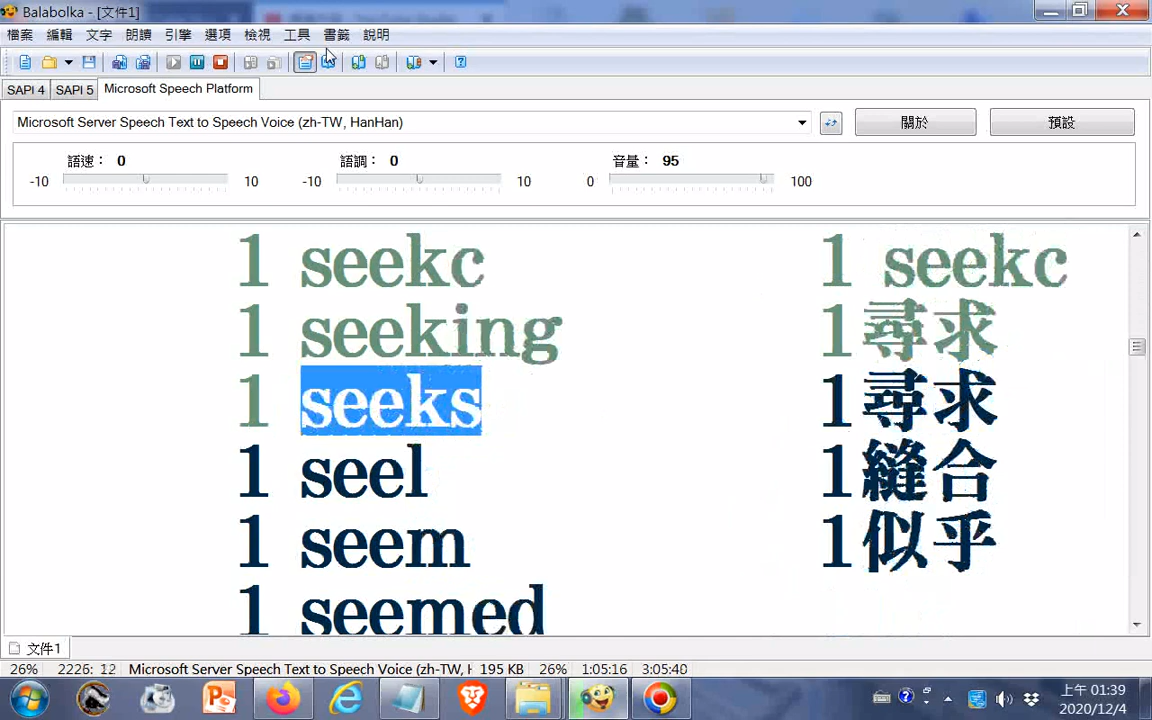 Balabolka - [文件1]
檔案 編輯 文字 朗讀 引擎 選項 檢視 工具 書籤 說明
SAPI 4 SAPI 5 Microsoft Speech Platform
Microsoft Server Speech Text to Speech Voice (zh-TW, HanHan) 關於 預設
語速： 0 語調： 0 音量： 95
-10 10 -10 10 0 100
1 seekc 1 seekc
1 seeking 1尋求
1 seeks 1尋求
1 seel 1縫合
1 seem 1似乎
1 seemed
文件1
26% 2226: 12 Microsoft Server Speech Text to Speech Voice (zh-TW, H 195 KB 26% 1:05:16 3:05:40
上午 01:39
2020/12/4